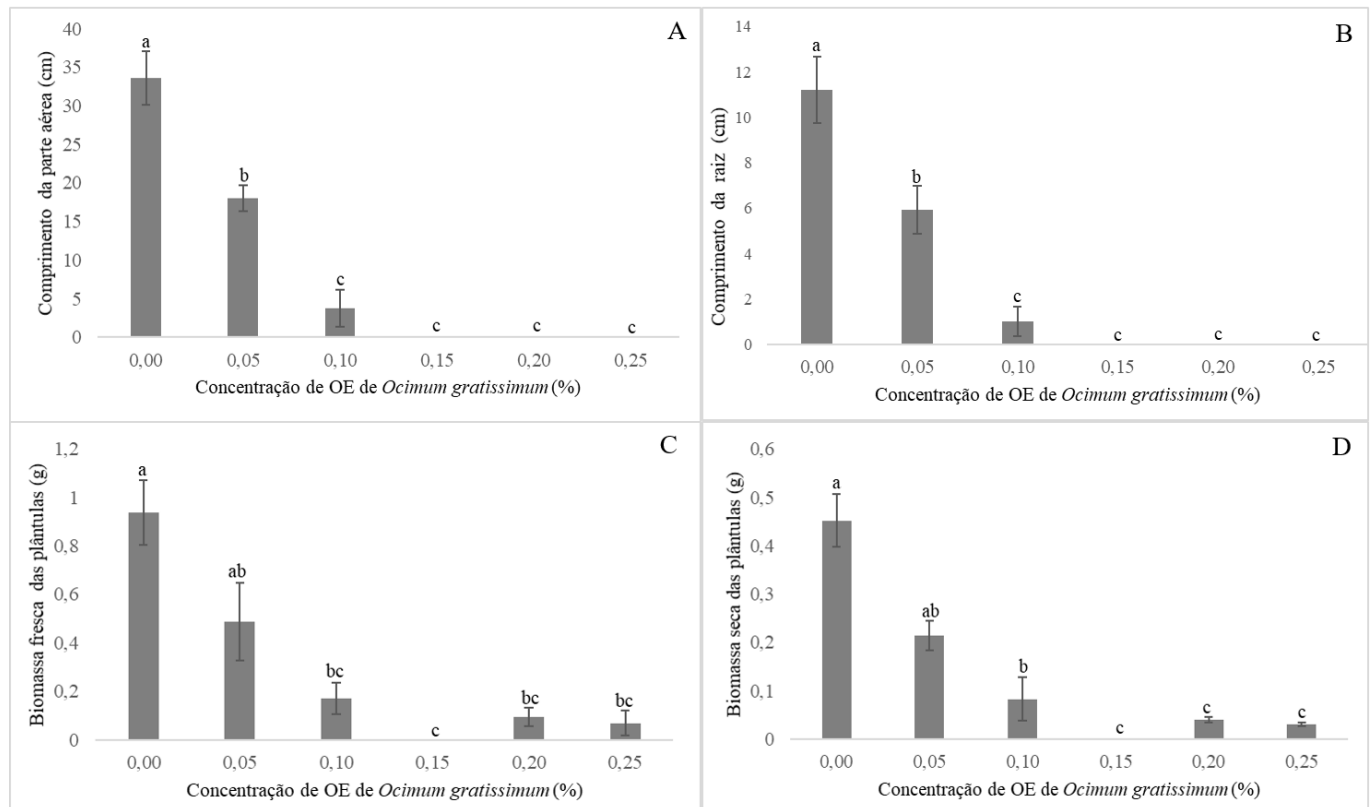 A
Comprimento da parte aérea (cm)
40
35
30
25
20
15
10
5
0
a
b
c
c
c
c
0,00 0,05 0,10 0,15 0,20 0,25
Concentração de OE de Ocimum gratissimum (%)
B
Comprimento da raiz (cm)
14
12
10
8
6
4
2
0
a
b
c
c
c
c
0,00 0,05 0,10 0,15 0,20 0,25
Concentração de OE de Ocimum gratissimum (%)
C
Biomassa fresca das plântulas (g)
1,2
1
0,8
0,6
0,4
0,2
0
a
ab
bc
c
bc
bc
0,00 0,05 0,10 0,15 0,20 0,25
Concentração de OE de Ocimum gratissimum (%)
D
Biomassa seca das plântulas (g)
0,6
0,5
0,4
0,3
0,2
0,1
0
a
ab
b
c
c
c
0,00 0,05 0,10 0,15 0,20 0,25
Concentração de OE de Ocimum gratissimum (%)